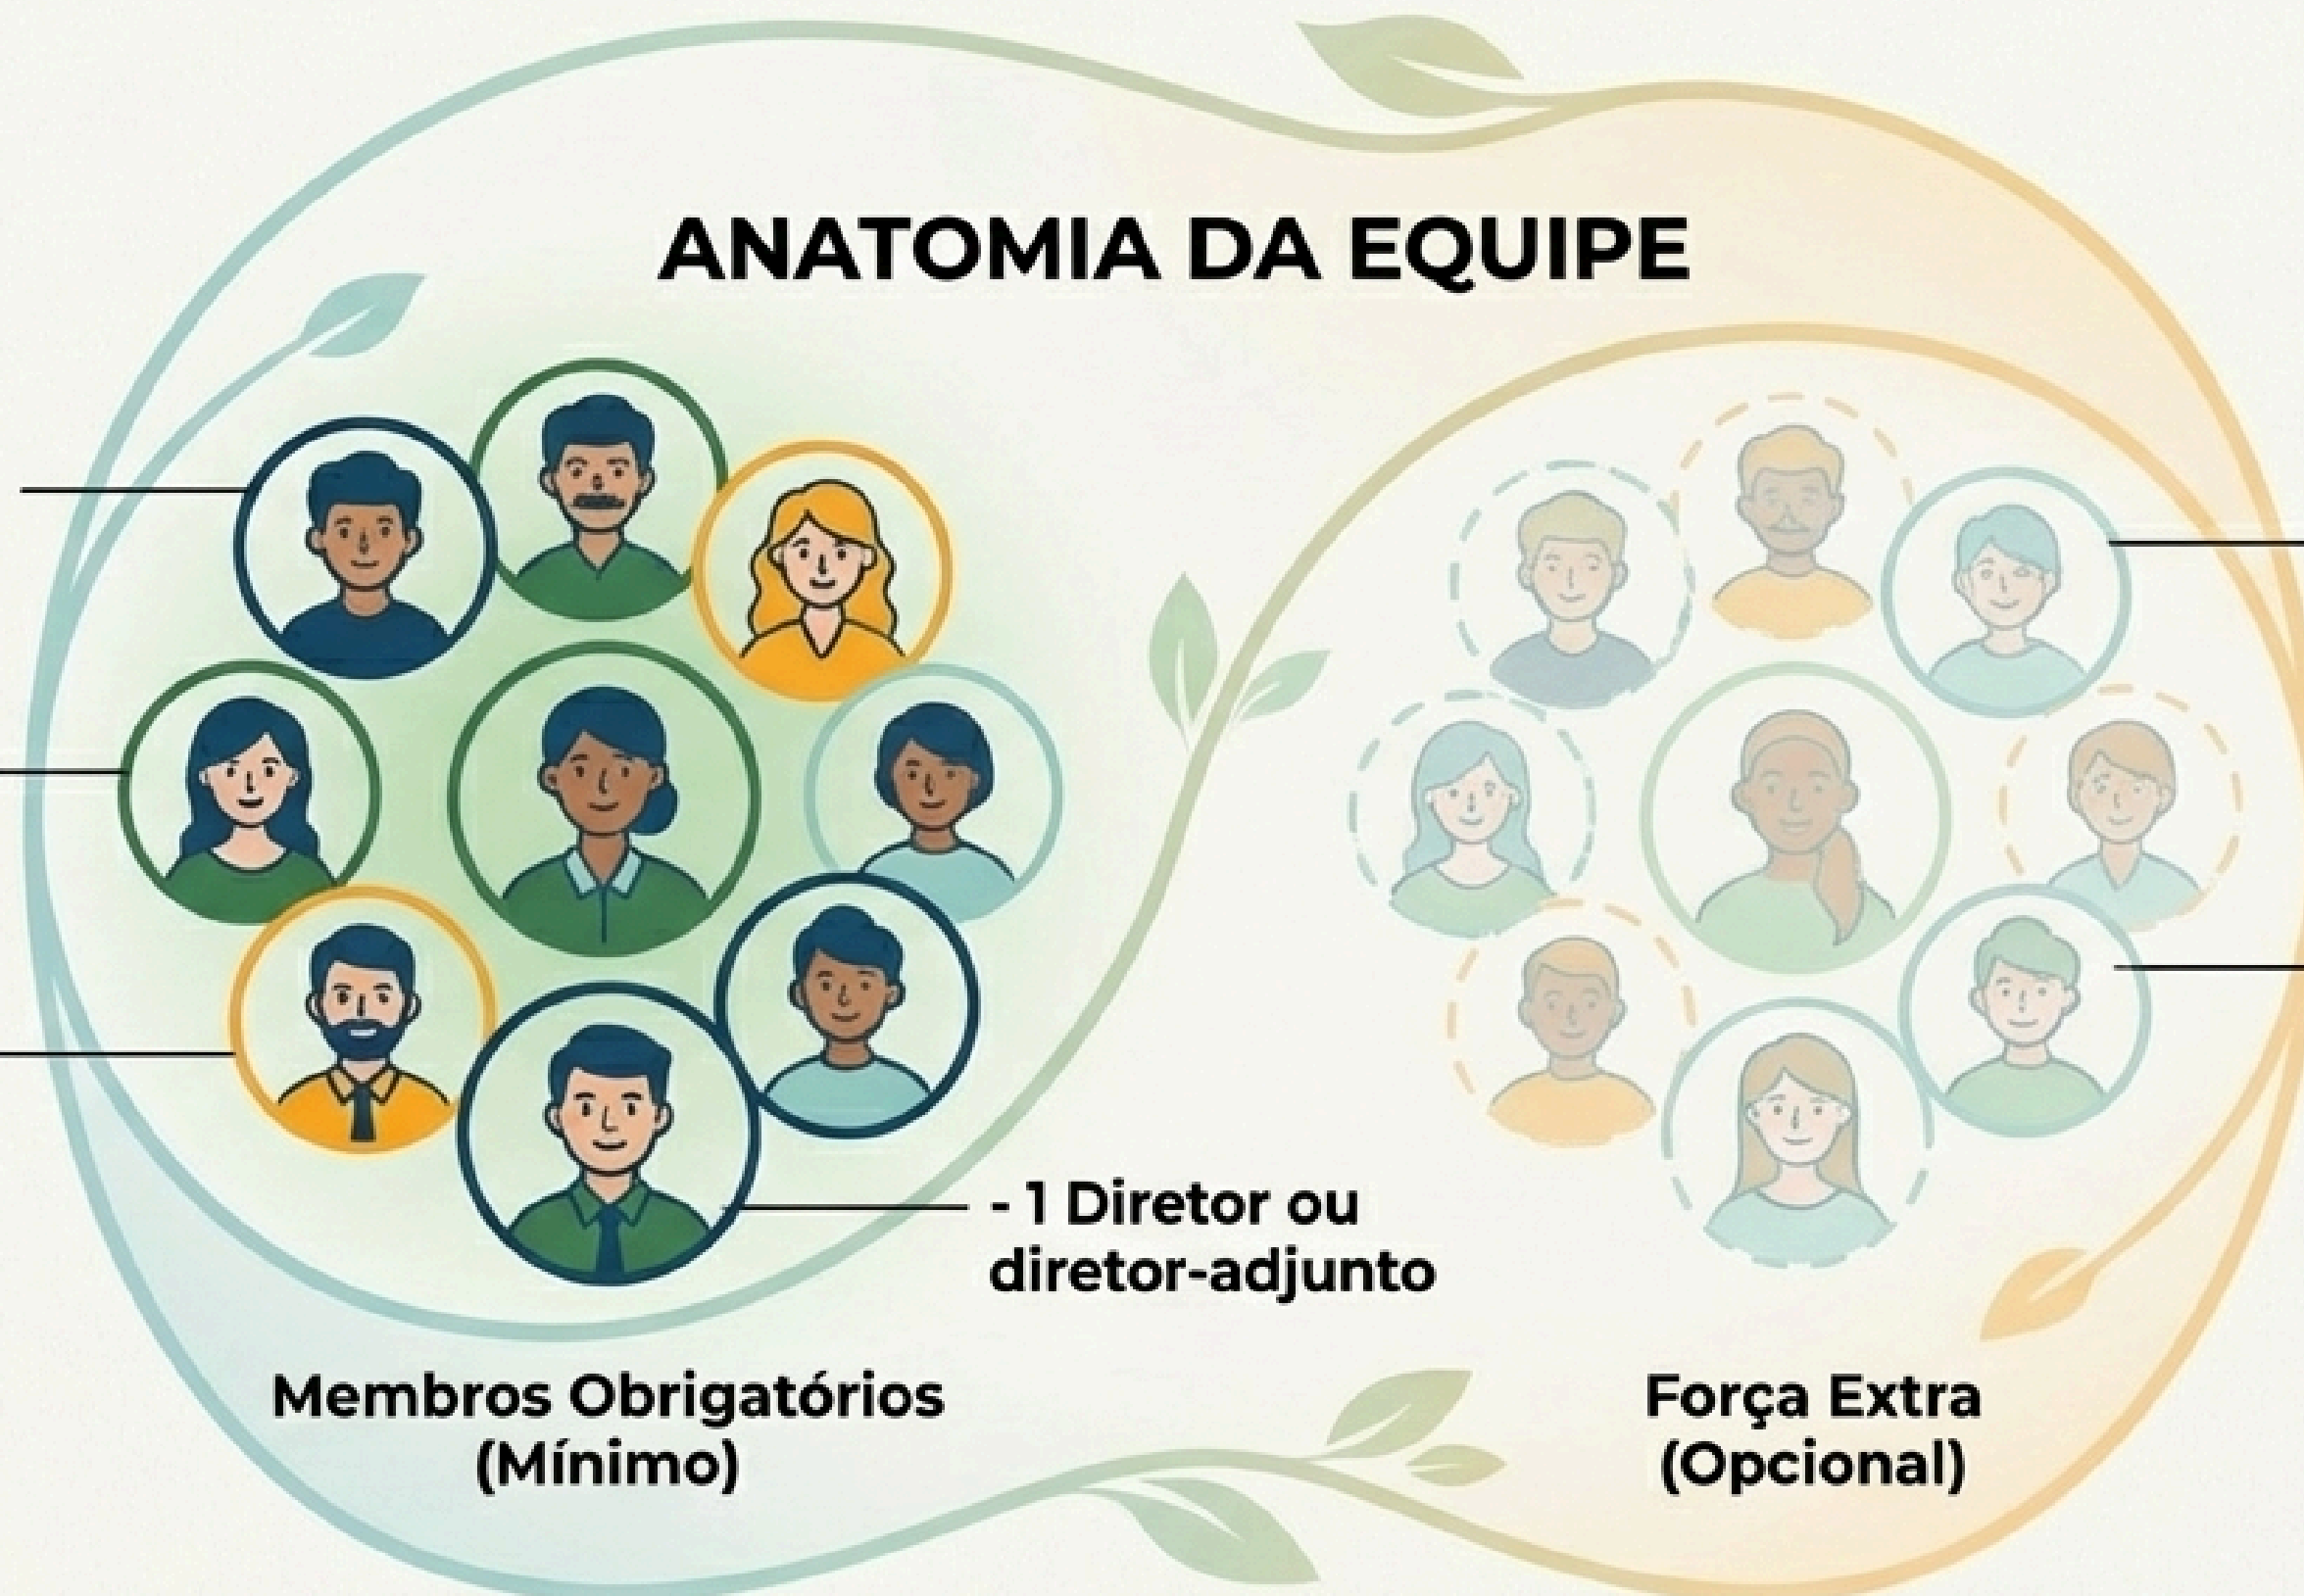 ANATOMIA DA EQUIPE
- 1 Diretor ou
diretor-adjunto
Membros Obrigatórios
(Mínimo)
Força Extra
(Opcional)